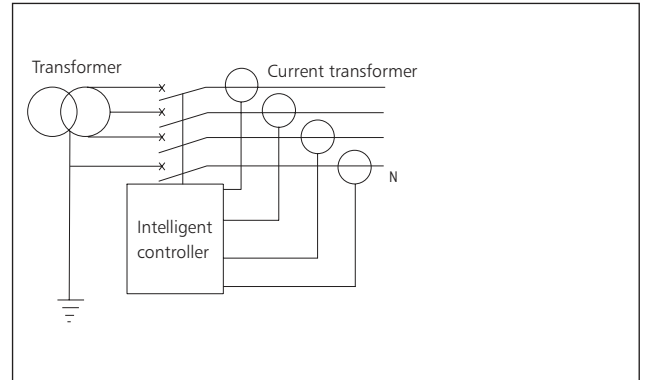 Transformer
Current transformer
N
Intelligent
controller